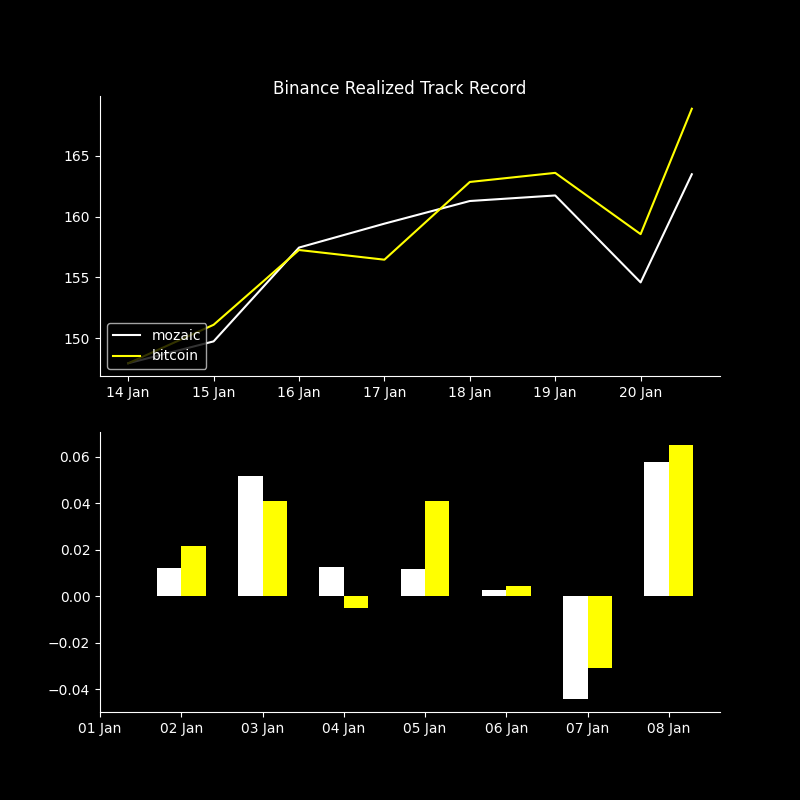 Binance Realized Track Record
165
160
155
150
mozaic
bitcoin
14 Jan 15 Jan 16 Jan 17 Jan 18 Jan 19 Jan 20 Jan
0.06
0.04
0.02
0.00
−0.02
−0.04
01 Jan 02 Jan 03 Jan 04 Jan 05 Jan 06 Jan 07 Jan 08 Jan